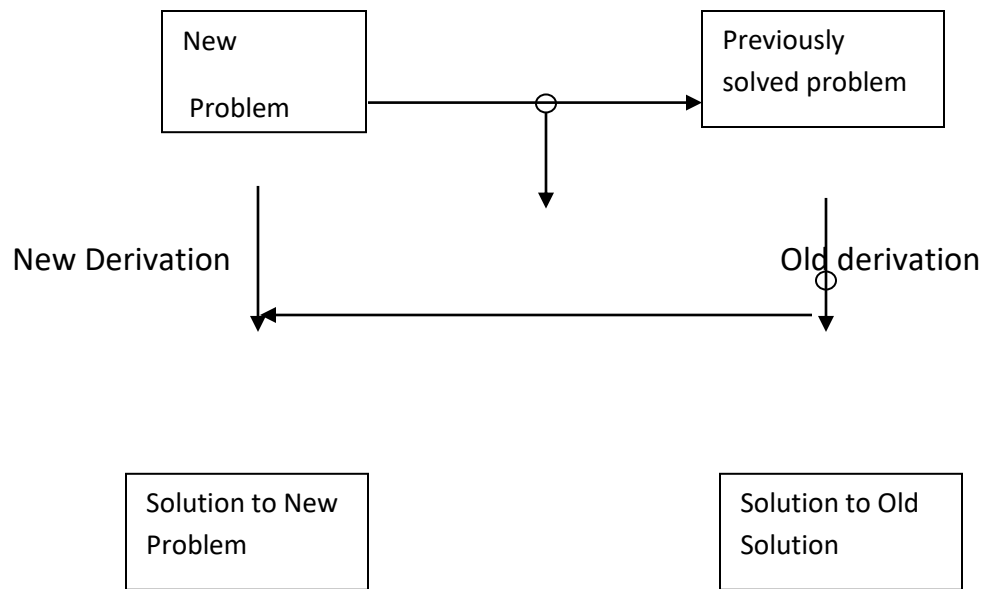 New
Problem
Previously
solved problem
New Derivation
Old derivation
Solution to New
Problem
Solution to Old
Solution